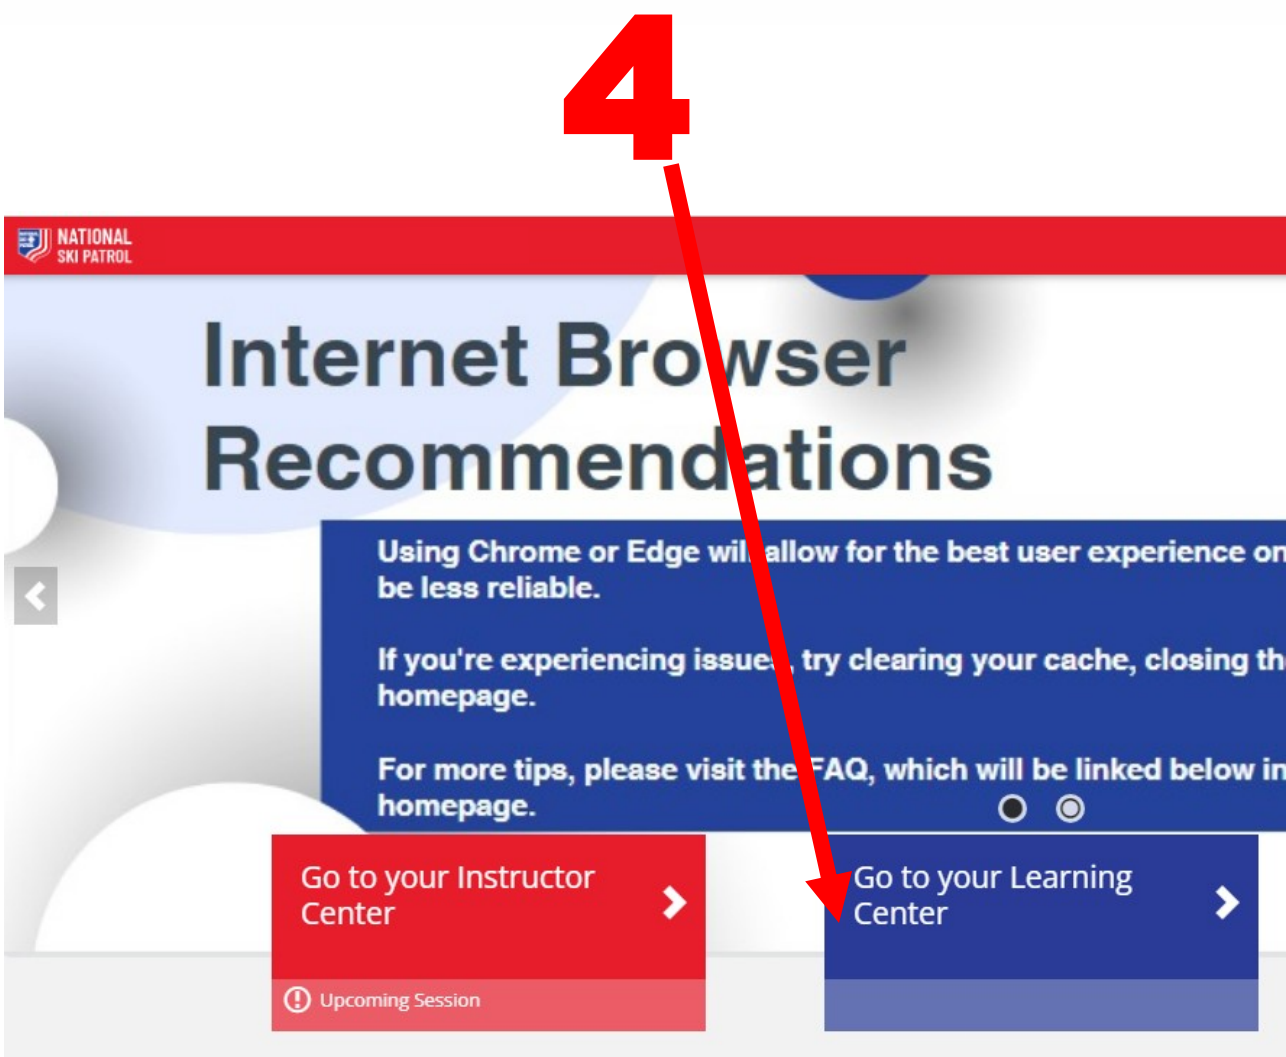 4
NATIONAL
SKI PATROL
Internet Browser
Recommendations
Using Chrome or Edge will allow for the best user experience on
be less reliable.
If you're experiencing issues, try clearing your cache, closing the
homepage.
For more tips, please visit the FAQ, which will be linked below in
homepage.
Go to your Instructor
Center
Upcoming Session
Go to your Learning
Center